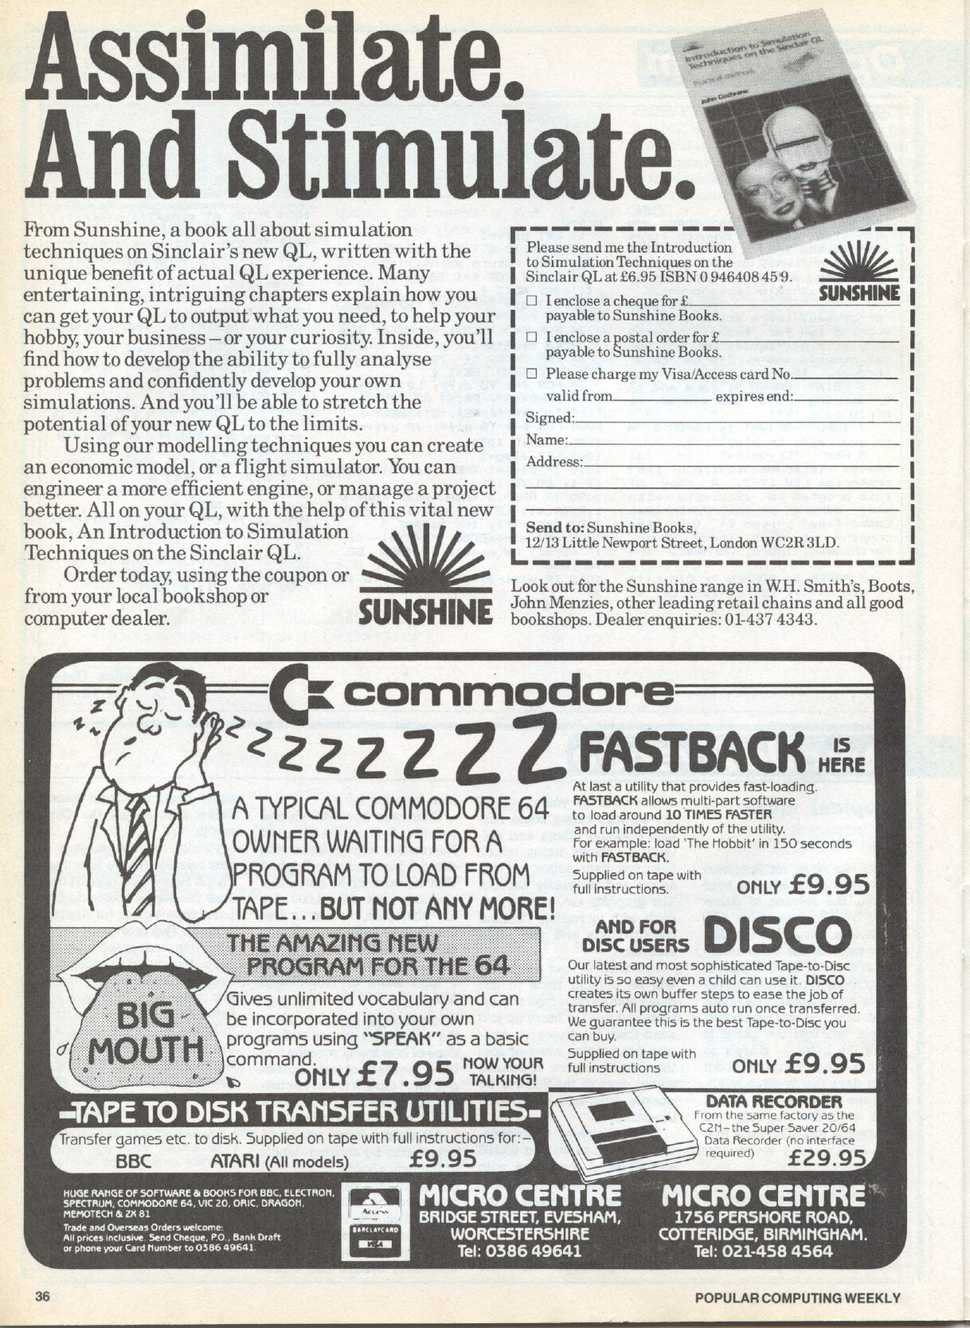 Assimilate.
And Stimulate.
Introduction to Simulation
Techniques on the Sinclair QL
John Cochrane
From Sunshine, a book all about simulation
techniques on Sinclair's new QL, written with the
unique benefit of actual QL experience. Many
entertaining, intriguing chapters explain how you
can get your QL to output what you need, to help your
hobby, your business – or your curiosity. Inside, you'll
find how to develop the ability to fully analyse
problems and confidently develop your own
simulations. And you'll be able to stretch the
potential of your new QL to the limits.
Using our modelling techniques you can create
an economic model, or a flight simulator. You can
engineer a more efficient engine, or manage a project
better. All on your QL, with the help of this vital new
book, An Introduction to Simulation
Techniques on the Sinclair QL.
Order today, using the coupon or
from your local bookshop or
computer dealer.
SUNSHINE
Please send me the Introduction
to Simulation Techniques on the
Sinclair QL at £6.95 ISBN 0 946408 459.
SUNSHINE
I enclose a cheque for £
payable to Sunshine Books.
I enclose a postal order for £
payable to Sunshine Books.
Please charge my Visa/Access card No.
valid from expires end:
Signed:
Name:
Address:
Send to: Sunshine Books,
12/13 Little Newport Street, London WC2R 3LD.
Look out for the Sunshine range in W.H. Smith's, Boots,
John Menzies, other leading retail chains and all good
bookshops. Dealer enquiries: 01-437 4343.
commodore
z z z
z z z z z z z z z
A TYPICAL COMMODORE 64
OWNER WAITING FOR A
PROGRAM TO LOAD FROM
TAPE...BUT NOT ANY MORE!
FASTBACK IS HERE
At last a utility that provides fast-loading.
FASTBACK allows multi-part software
to load around 10 TIMES FASTER
and run independently of the utility.
For example: load 'The Hobbit' in 150 seconds
with FASTBACK.
Supplied on tape with
full instructions. ONLY £9.95
THE AMAZING NEW
PROGRAM FOR THE 64
BIG
MOUTH
Gives unlimited vocabulary and can
be incorporated into your own
programs using "SPEAK" as a basic
command.
ONLY £7.95 NOW YOUR
TALKING!
AND FOR
DISC USERS DISCO
Our latest and most sophisticated Tape-to-Disc
utility is so easy even a child can use it. DISCO
creates its own buffer steps to ease the job of
transfer. All programs auto run once transferred.
We guarantee this is the best Tape-to-Disc you
can buy.
Supplied on tape with
full instructions ONLY £9.95
TAPE TO DISK TRANSFER UTILITIES
Transfer games etc. to disk. Supplied on tape with full instructions for:–
BBC ATARI (All models) £9.95
DATA RECORDER
From the same factory as the
C2N – the Super Saver 20/64
Data Recorder (no interface
required) £29.95
HUGE RANGE OF SOFTWARE & BOOKS FOR BBC, ELECTRON,
SPECTRUM, COMMODORE 64, VIC 20, ORIC, DRAGON,
MEMOTECH & ZX 81
Trade and Overseas Orders welcome:
All prices inclusive. Send Cheque, P.O., Bank Draft
or phone your Card Number to 0386 49641.
Access
BARCLAYCARD
VISA
MICRO CENTRE
BRIDGE STREET, EVESHAM,
WORCESTERSHIRE
Tel: 0386 49641
MICRO CENTRE
1756 PERSHORE ROAD,
COTTERIDGE, BIRMINGHAM.
Tel: 021-458 4564
36
POPULAR COMPUTING WEEKLY